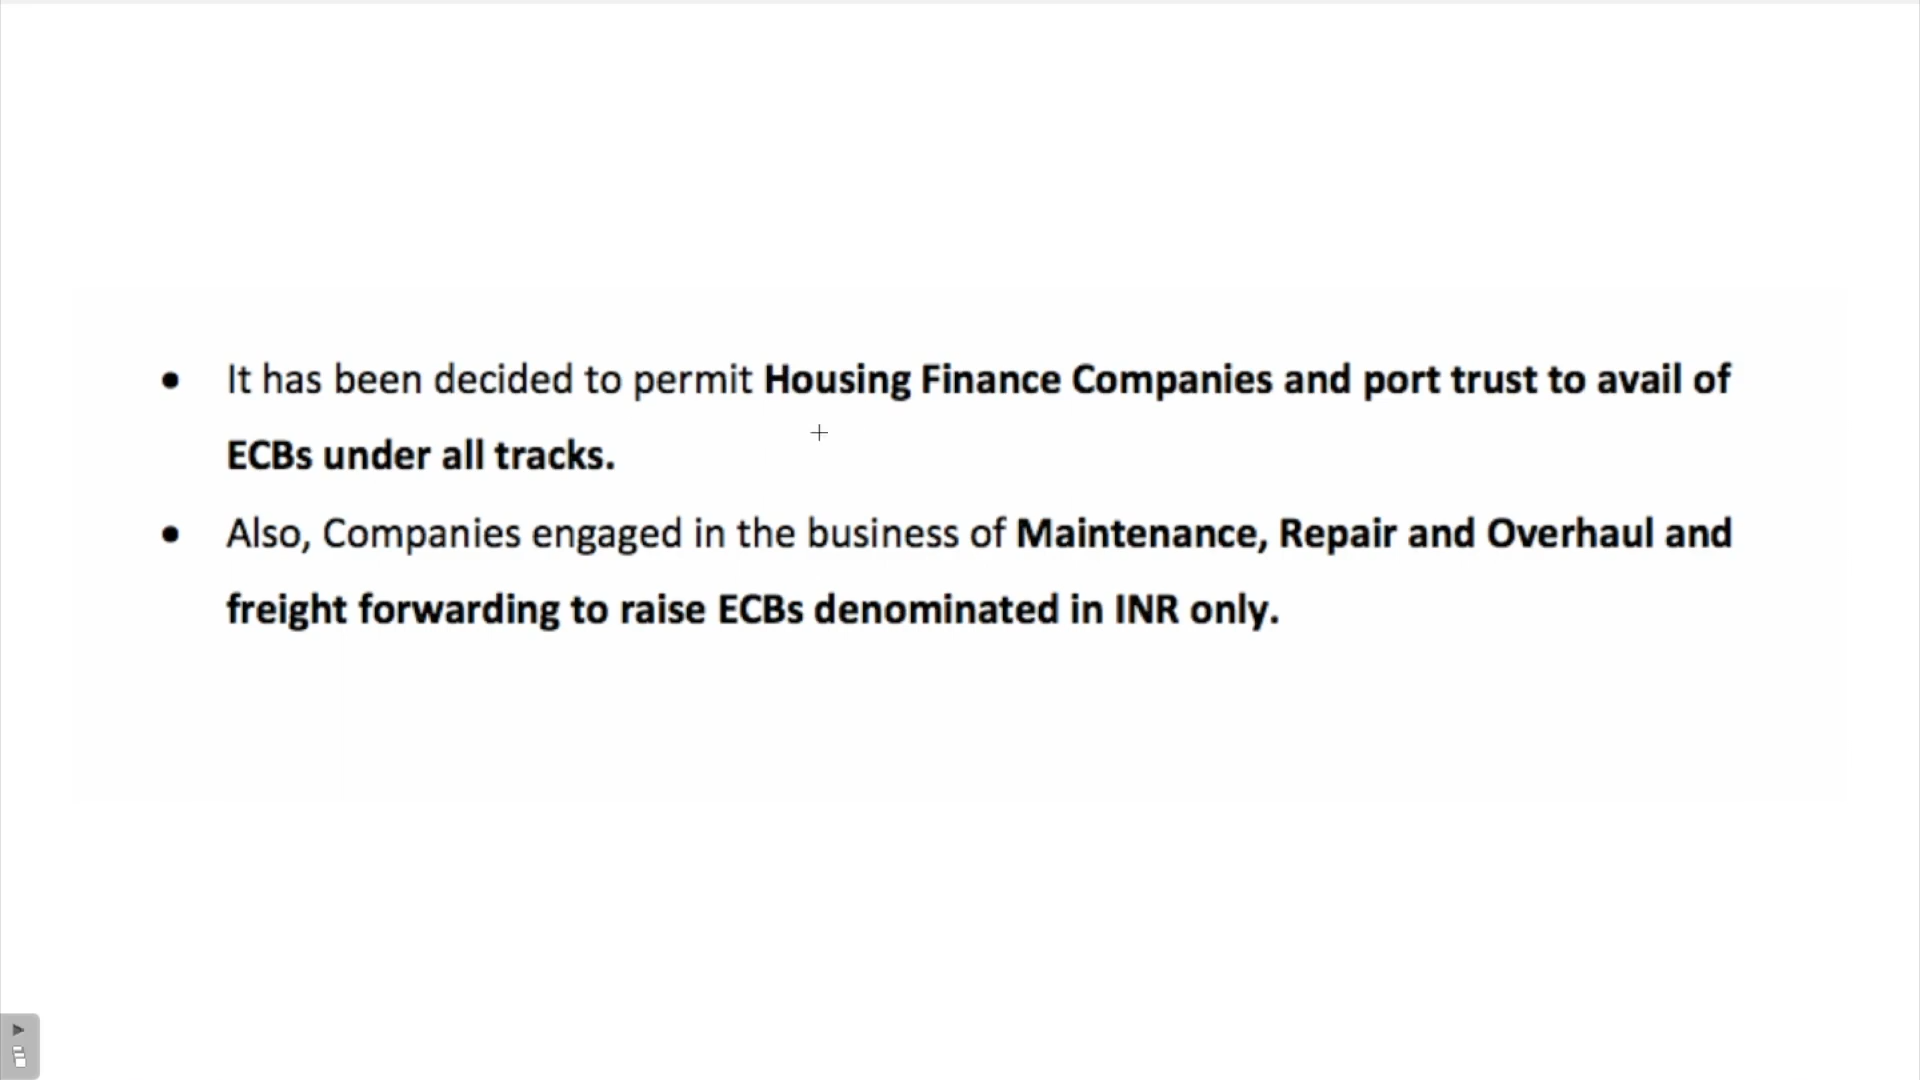 • It has been decided to permit Housing Finance Companies and port trust to avail of
ECBs under all tracks.
• Also, Companies engaged in the business of Maintenance, Repair and Overhaul and
freight forwarding to raise ECBs denominated in INR only.